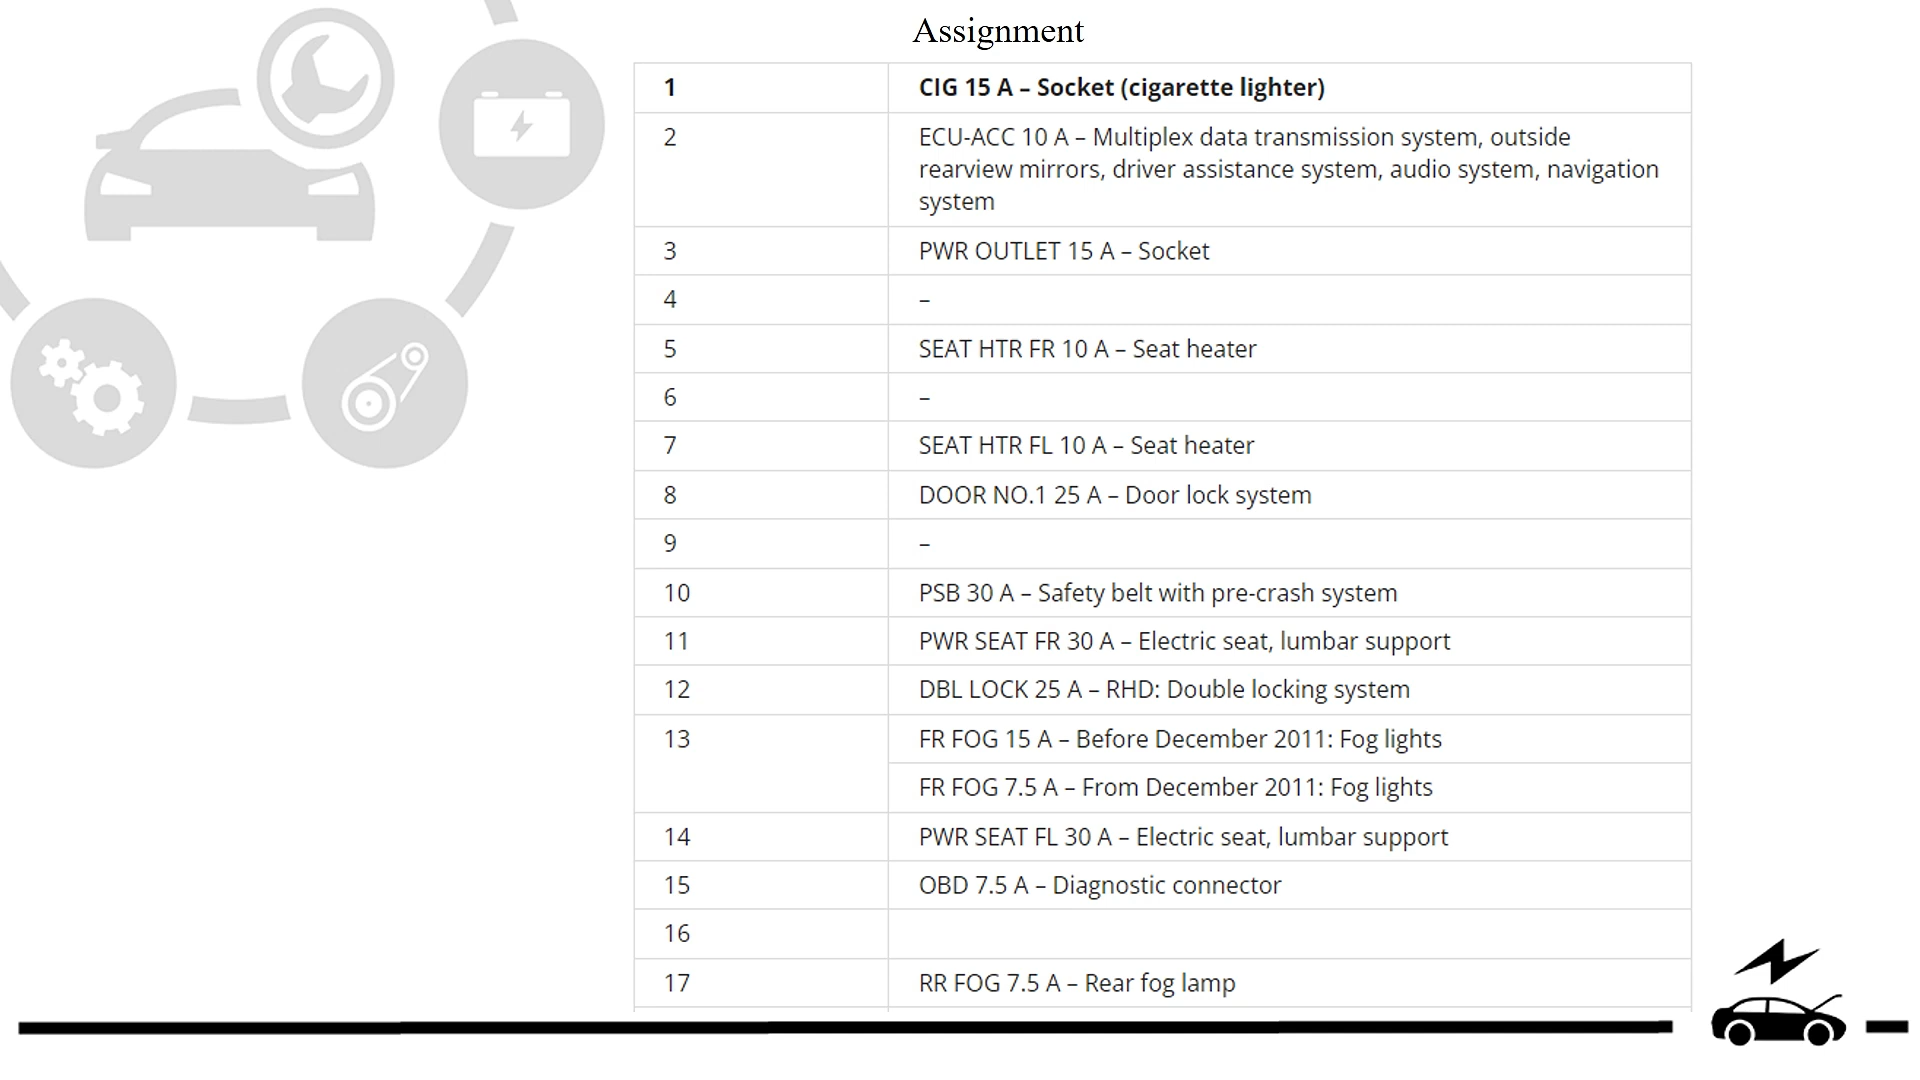 Assignment
1 CIG 15 A – Socket (cigarette lighter)
2 ECU-ACC 10 A – Multiplex data transmission system, outside
rearview mirrors, driver assistance system, audio system, navigation
system
3 PWR OUTLET 15 A – Socket
4 –
5 SEAT HTR FR 10 A – Seat heater
6 –
7 SEAT HTR FL 10 A – Seat heater
8 DOOR NO.1 25 A – Door lock system
9 –
10 PSB 30 A – Safety belt with pre-crash system
11 PWR SEAT FR 30 A – Electric seat, lumbar support
12 DBL LOCK 25 A – RHD: Double locking system
13 FR FOG 15 A – Before December 2011: Fog lights
FR FOG 7.5 A – From December 2011: Fog lights
14 PWR SEAT FL 30 A – Electric seat, lumbar support
15 OBD 7.5 A – Diagnostic connector
16
17 RR FOG 7.5 A – Rear fog lamp